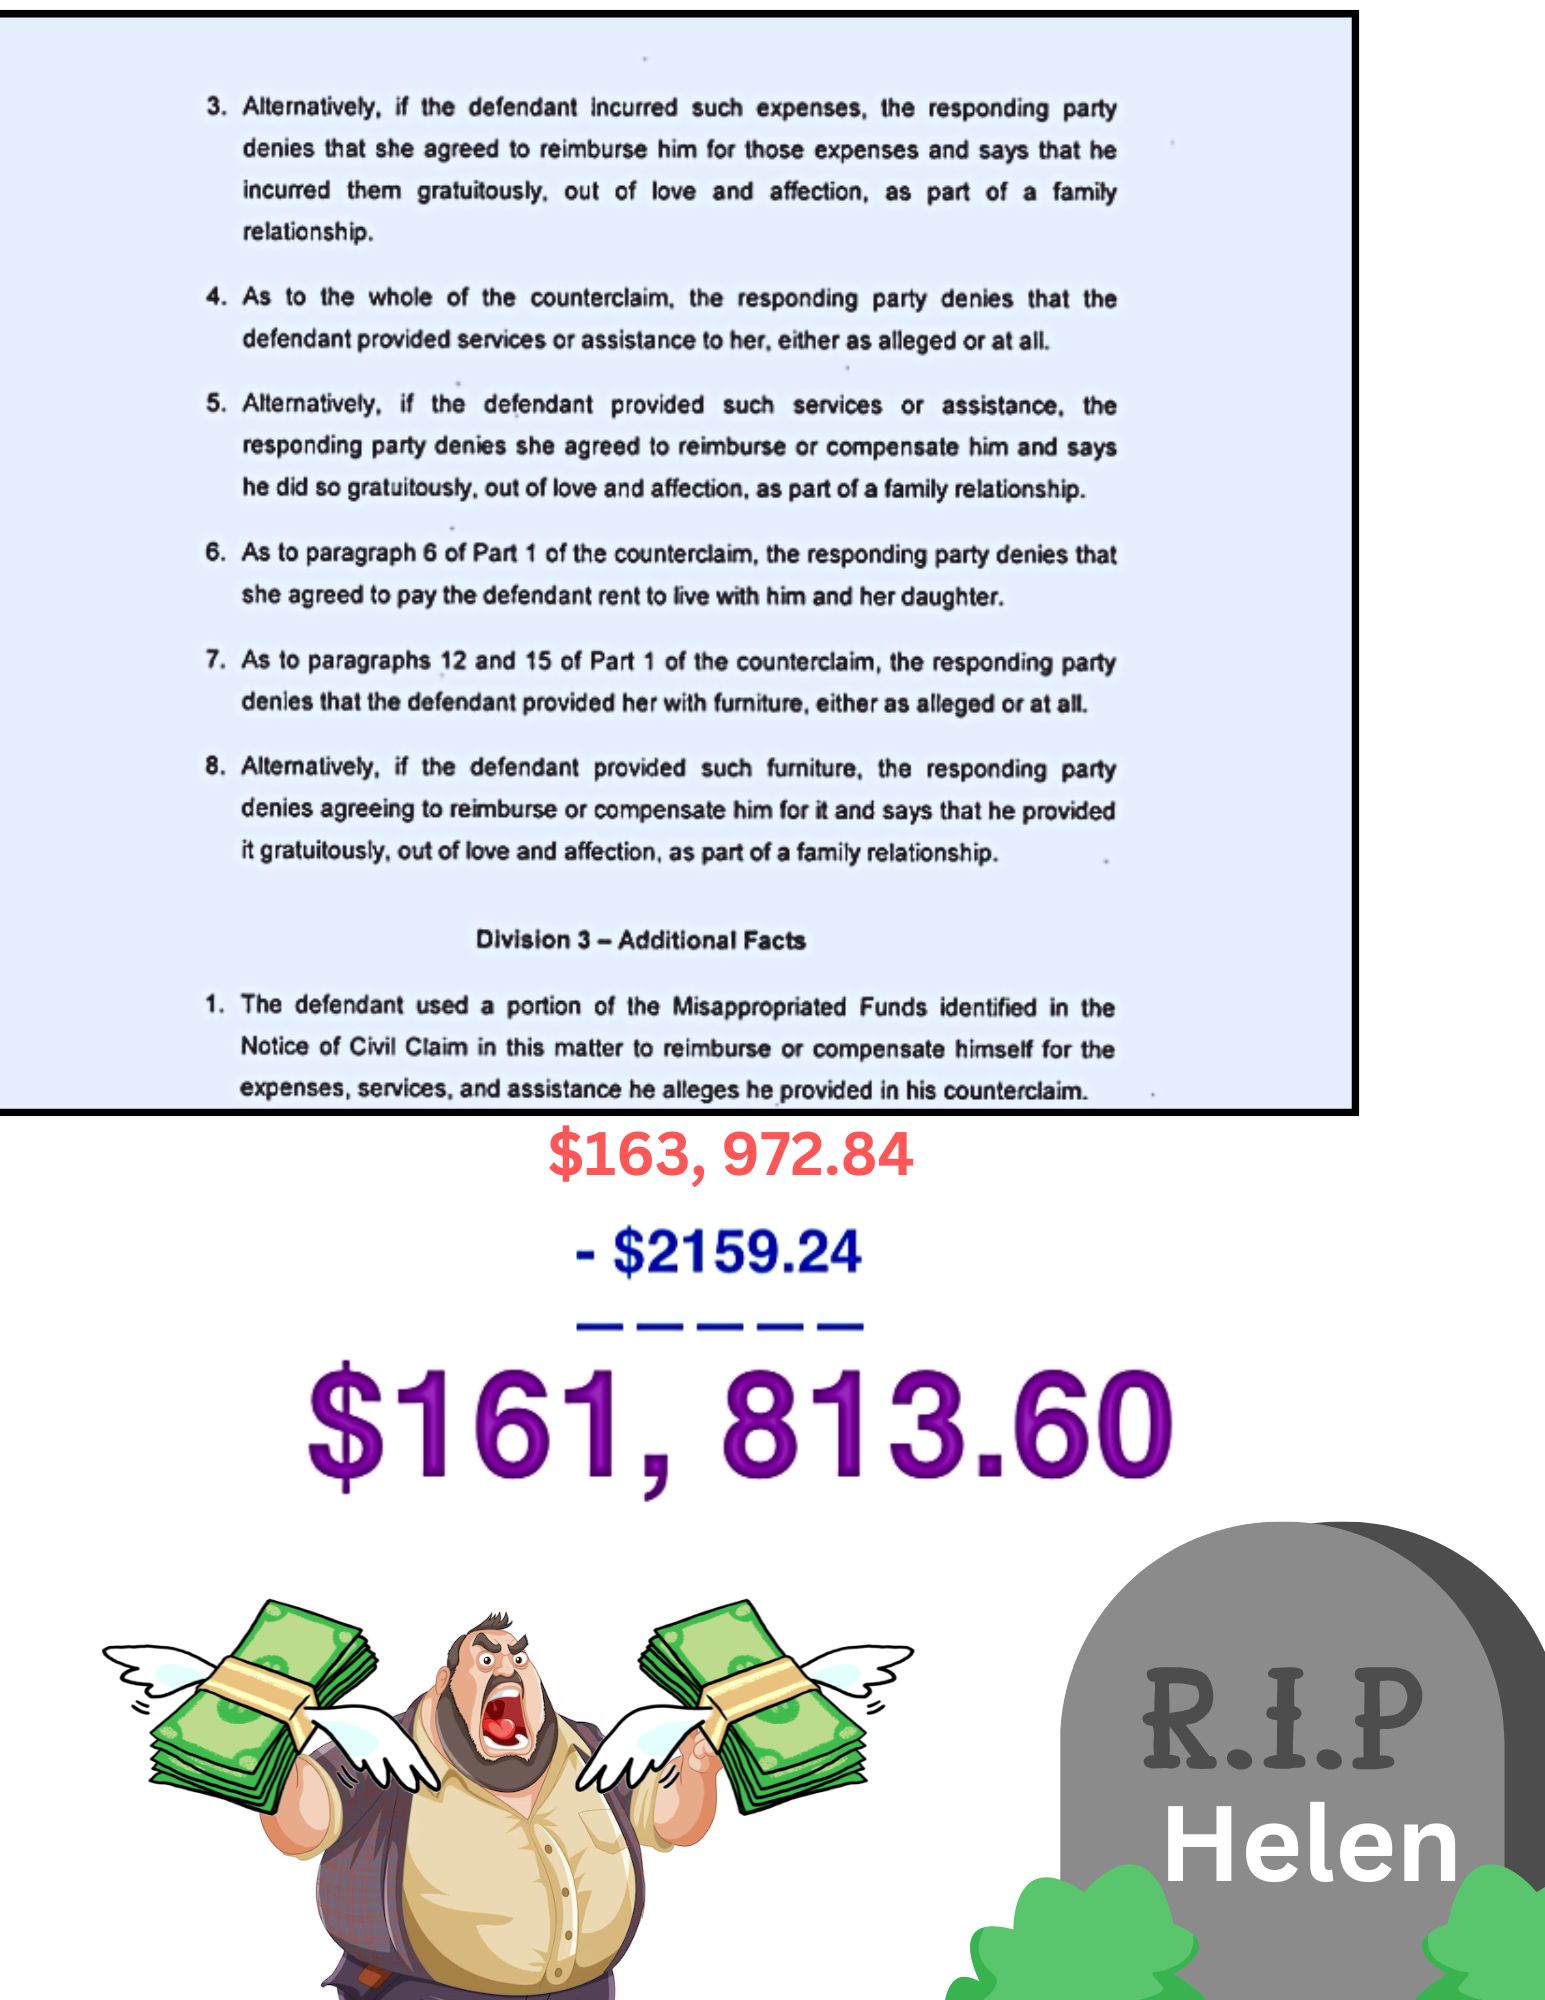 3. Alternatively, if the defendant incurred such expenses, the responding party
denies that she agreed to reimburse him for those expenses and says that he
incurred them gratuitously, out of love and affection, as part of a family
relationship.
4. As to the whole of the counterclaim, the responding party denies that the
defendant provided services or assistance to her, either as alleged or at all.
5. Alternatively, if the defendant provided such services or assistance, the
responding party denies she agreed to reimburse or compensate him and says
he did so gratuitously, out of love and affection, as part of a family relationship.
6. As to paragraph 6 of Part 1 of the counterclaim, the responding party denies that
she agreed to pay the defendant rent to live with him and her daughter.
7. As to paragraphs 12 and 15 of Part 1 of the counterclaim, the responding party
denies that the defendant provided her with furniture, either as alleged or at all.
8. Alternatively, if the defendant provided such furniture, the responding party
denies agreeing to reimburse or compensate him for it and says that he provided
it gratuitously, out of love and affection, as part of a family relationship.
Division 3 – Additional Facts
1. The defendant used a portion of the Misappropriated Funds identified in the
Notice of Civil Claim in this matter to reimburse or compensate himself for the
expenses, services, and assistance he alleges he provided in his counterclaim.
$163, 972.84
- $2159.24
— — — — —
$161, 813.60
R.I.P
Helen